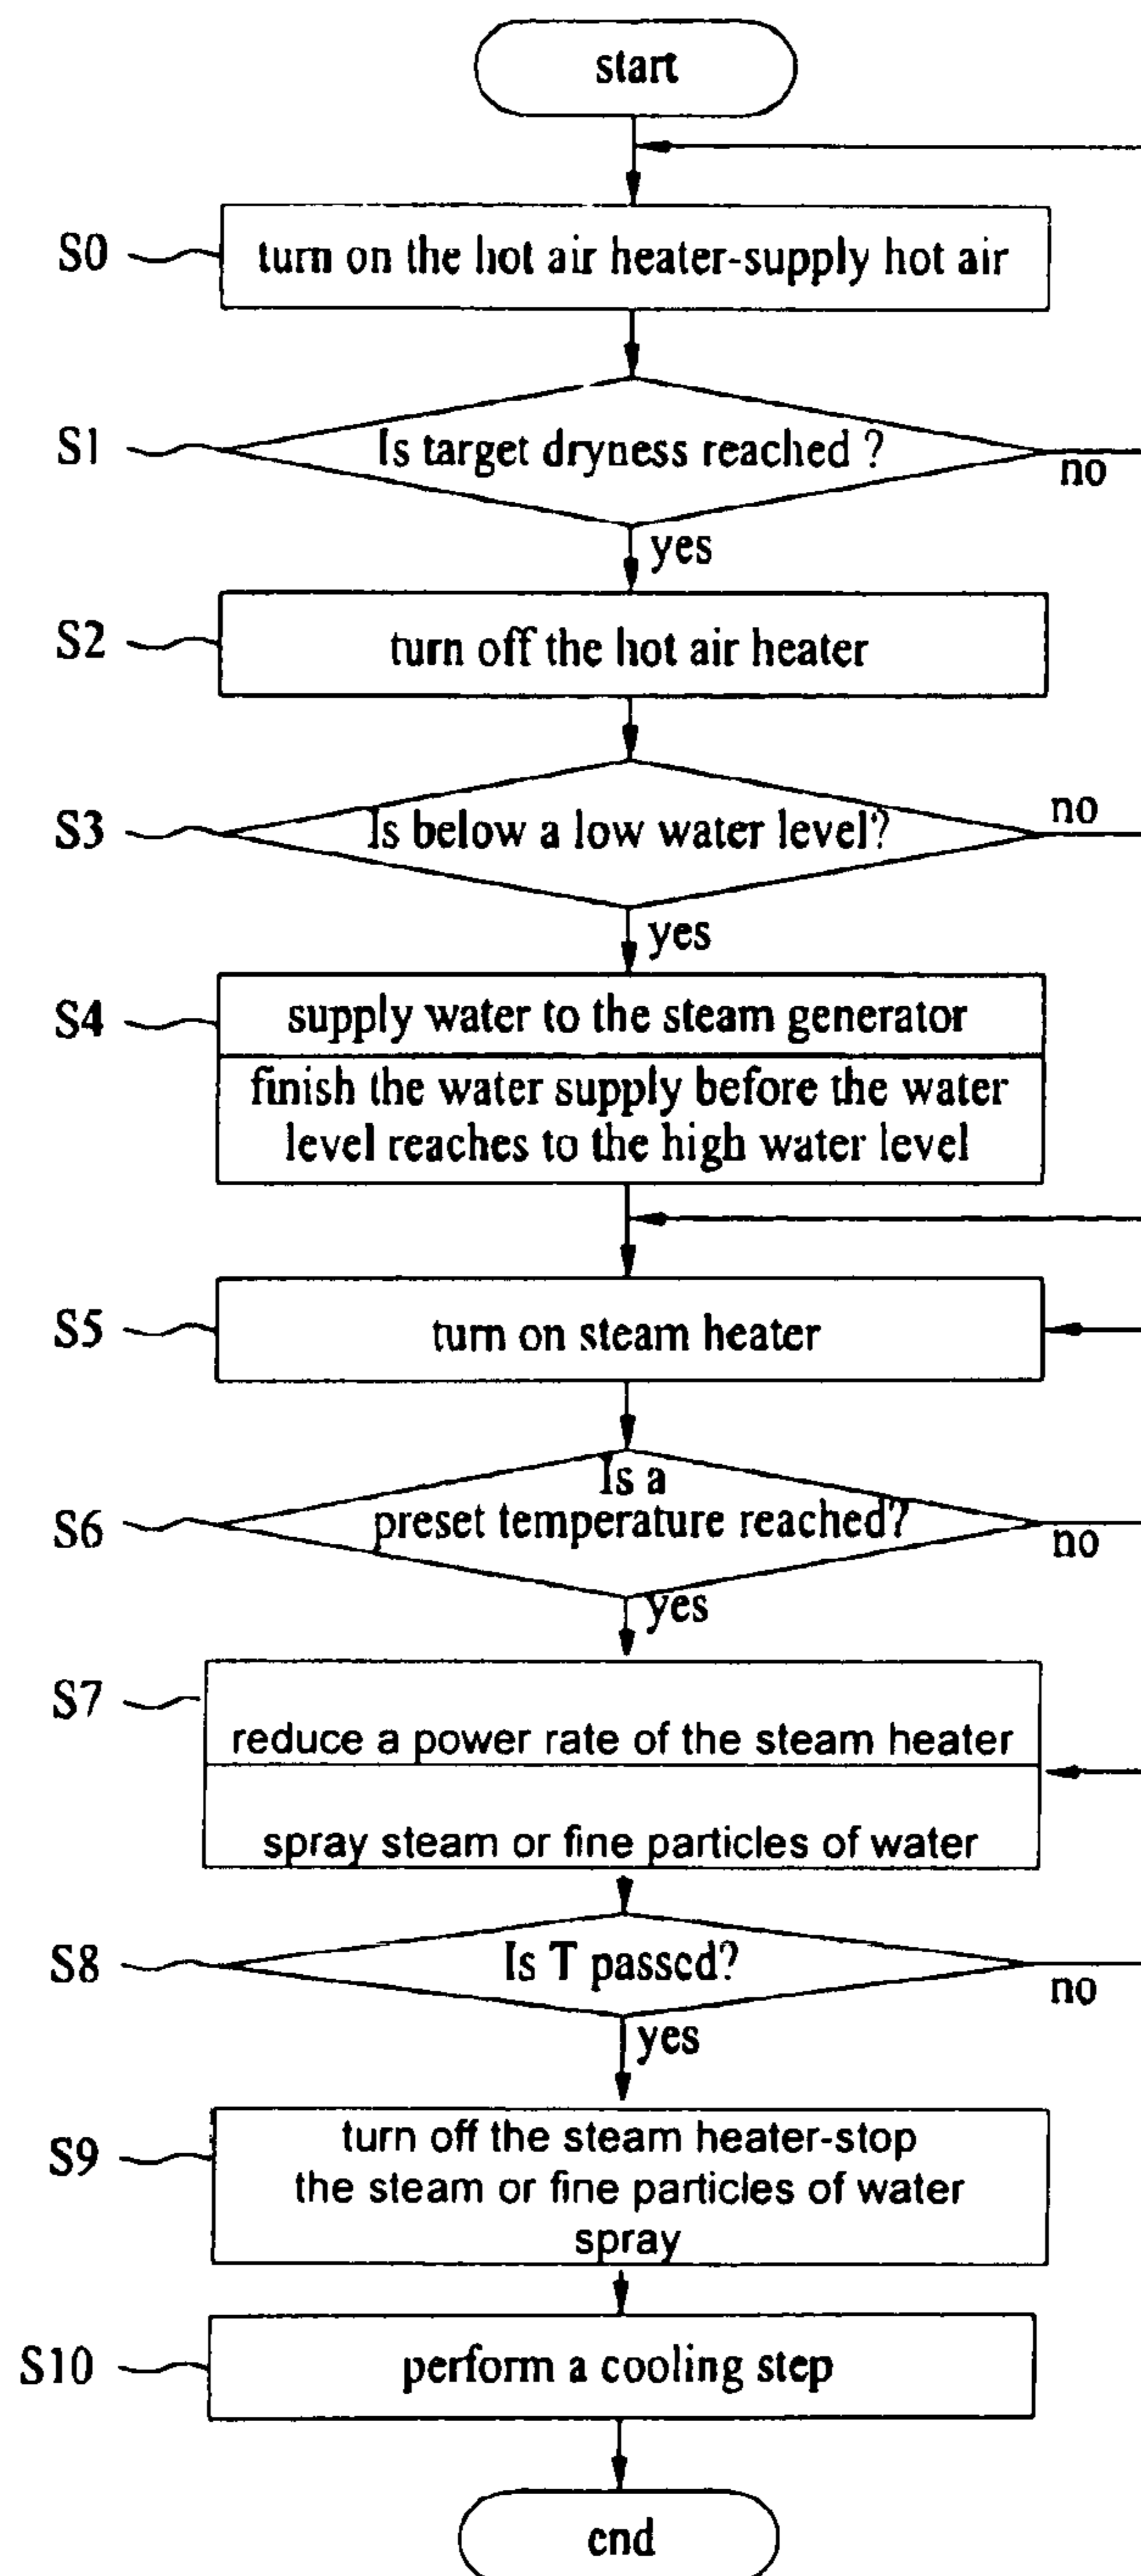 start
S0
turn on the hot air heater-supply hot air
S1
Is target dryness reached ?
no
yes
S2
turn off the hot air heater
S3
Is below a low water level?
no
yes
S4
supply water to the steam generator
finish the water supply before the water
level reaches to the high water level
S5
turn on steam heater
S6
Is a
preset temperature reached?
no
yes
S7
reduce a power rate of the steam heater
spray steam or fine particles of water
S8
Is T passed?
no
yes
S9
turn off the steam heater-stop
the steam or fine particles of water
spray
S10
perform a cooling step
end